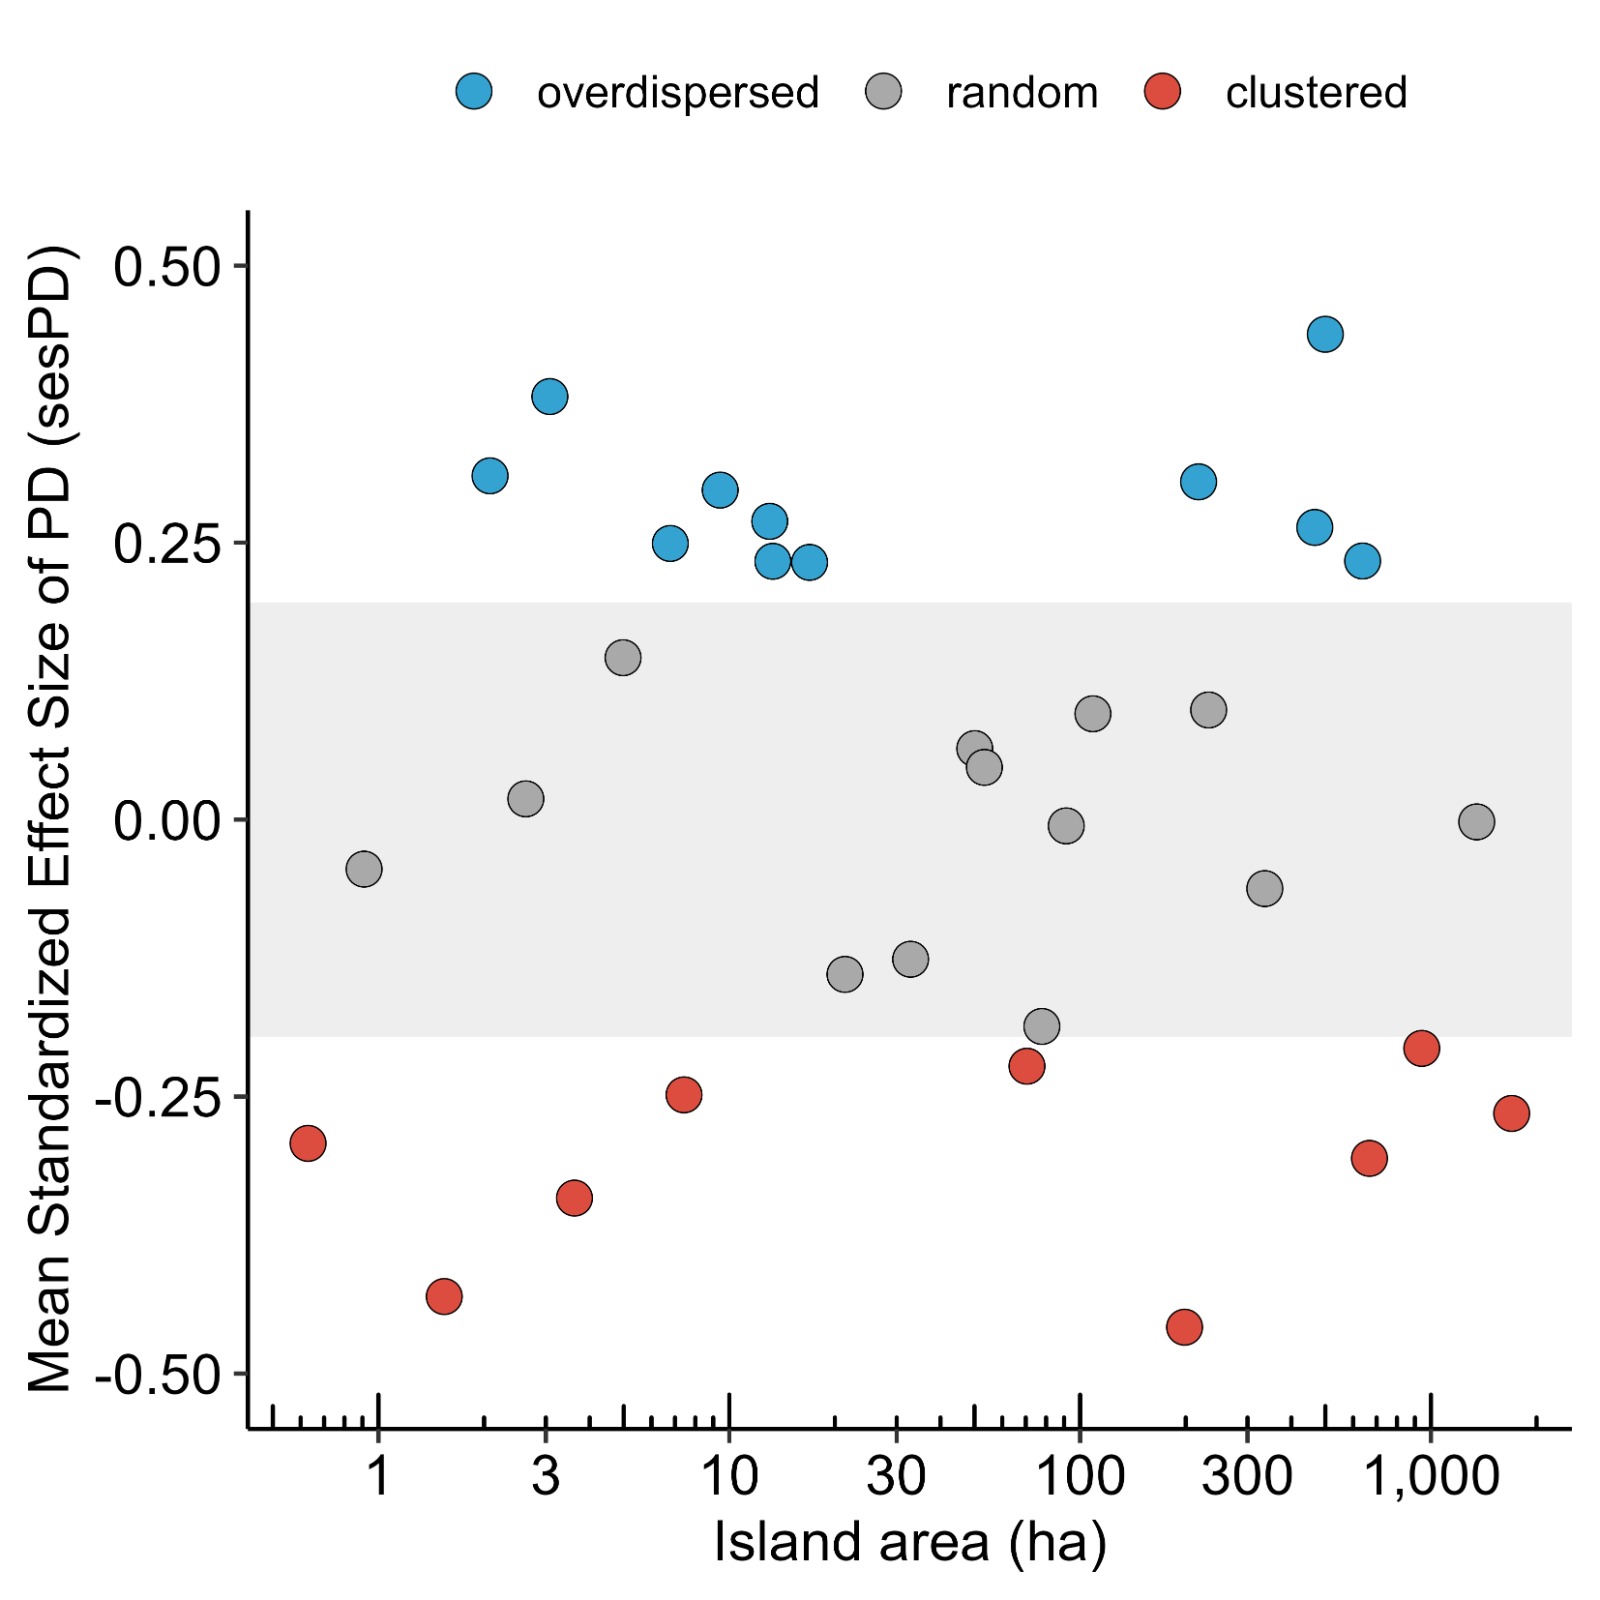 overdispersed random clustered
Mean Standardized Effect Size of PD (sesPD)
0.50
0.25
0.00
-0.25
-0.50
1 3 10 30 100 300 1,000
Island area (ha)